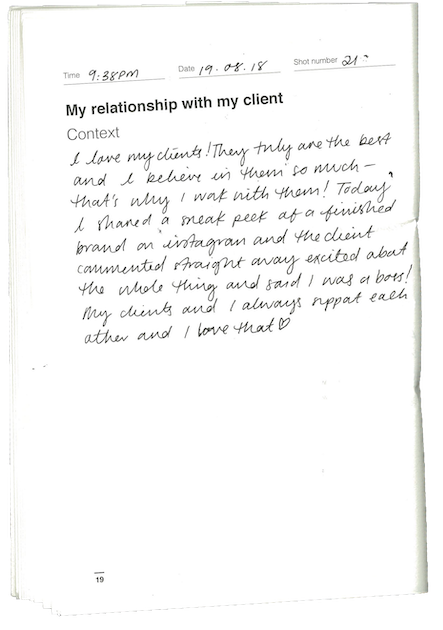 Time 9:38PM Date 19.08.18 Shot number 21
My relationship with my client
Context
I love my clients! They truly are the best
and I believe in them so much –
that's why I work with them! Today,
I shared a sneak peek of a finished
brand on instagram and the client
commented straight away excited about
the whole thing and said I was a boss!
My clients and I always support each
other and I love that ♡
19